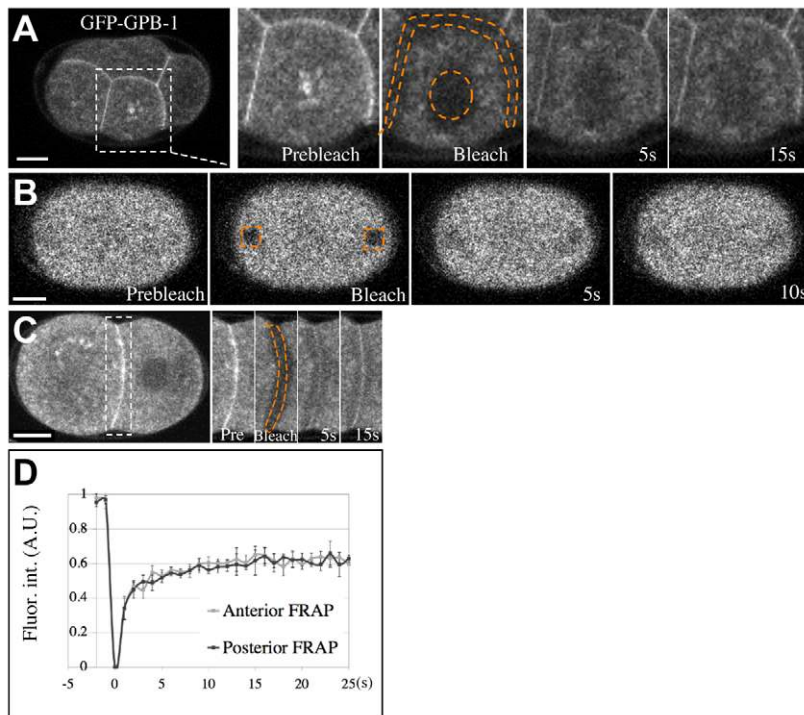 A
GFP-GPB-1
Prebleach
Bleach
5s
15s
B
Prebleach
Bleach
5s
10s
C
Pre
Bleach
5s
15s
D
Fluor. int. (A.U.)
1
0.8
0.6
0.4
0.2
0
-5
0
5
10
15
20
25(s)
Anterior FRAP
Posterior FRAP